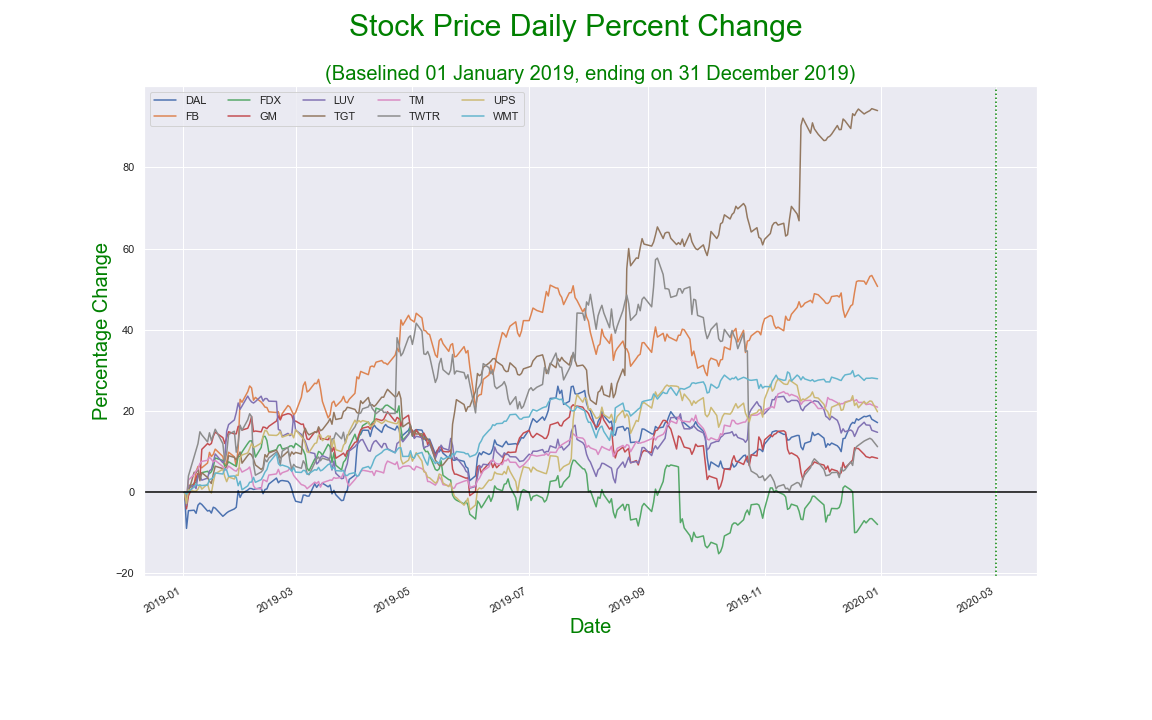 Stock Price Daily Percent Change
(Baselined 01 January 2019, ending on 31 December 2019)
DAL FDX LUV TM UPS
FB GM TGT TWTR WMT
Percentage Change
80
60
40
20
0
−20
2019-01 2019-03 2019-05 2019-07 2019-09 2019-11 2020-01 2020-03
Date